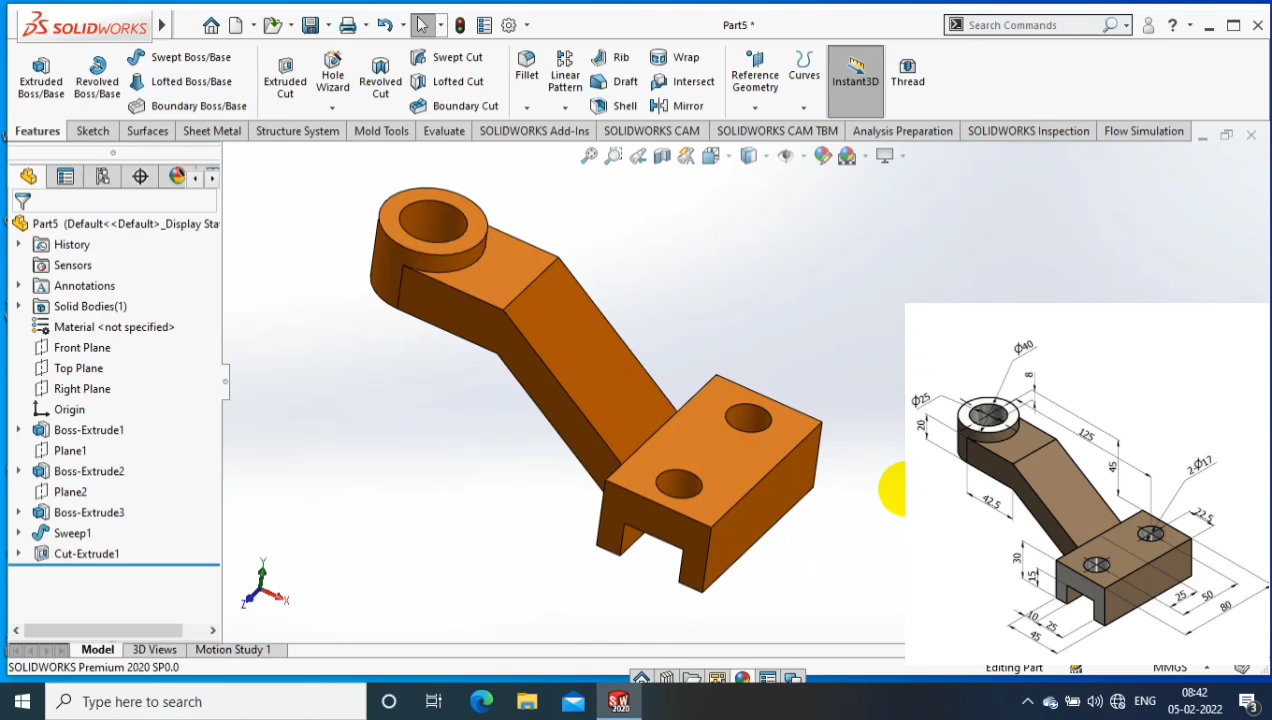 SOLIDWORKS
Part5 *
Search Commands
?
Extruded Boss/Base
Revolved Boss/Base
Swept Boss/Base
Lofted Boss/Base
Boundary Boss/Base
Extruded Cut
Hole Wizard
Revolved Cut
Swept Cut
Lofted Cut
Boundary Cut
Fillet
Linear Pattern
Rib
Draft
Shell
Wrap
Intersect
Mirror
Reference Geometry
Curves
Instant3D
Thread
Features Sketch Surfaces Sheet Metal Structure System Mold Tools Evaluate SOLIDWORKS Add-Ins SOLIDWORKS CAM SOLIDWORKS CAM TBM Analysis Preparation SOLIDWORKS Inspection Flow Simulation
Part5 (Default<<Default>_Display Sta
History
Sensors
Annotations
Solid Bodies(1)
Material <not specified>
Front Plane
Top Plane
Right Plane
Origin
Boss-Extrude1
Plane1
Boss-Extrude2
Plane2
Boss-Extrude3
Sweep1
Cut-Extrude1
Y
Z
X
Ø40
8
Ø25
20
125
45
2-Ø17
42.5
22.5
30
15
10
25
45
25
50
80
Model 3D Views Motion Study 1
SOLIDWORKS Premium 2020 SP0.0
Editing Part
MMGS
Type here to search
SW
2020
ENG
08:42
05-02-2022
3